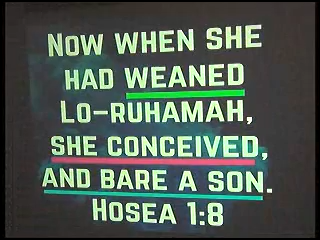 NOW WHEN SHE
HAD WEANED
LO-RUHAMAH,
SHE CONCEIVED,
AND BARE A SON.
HOSEA 1:8